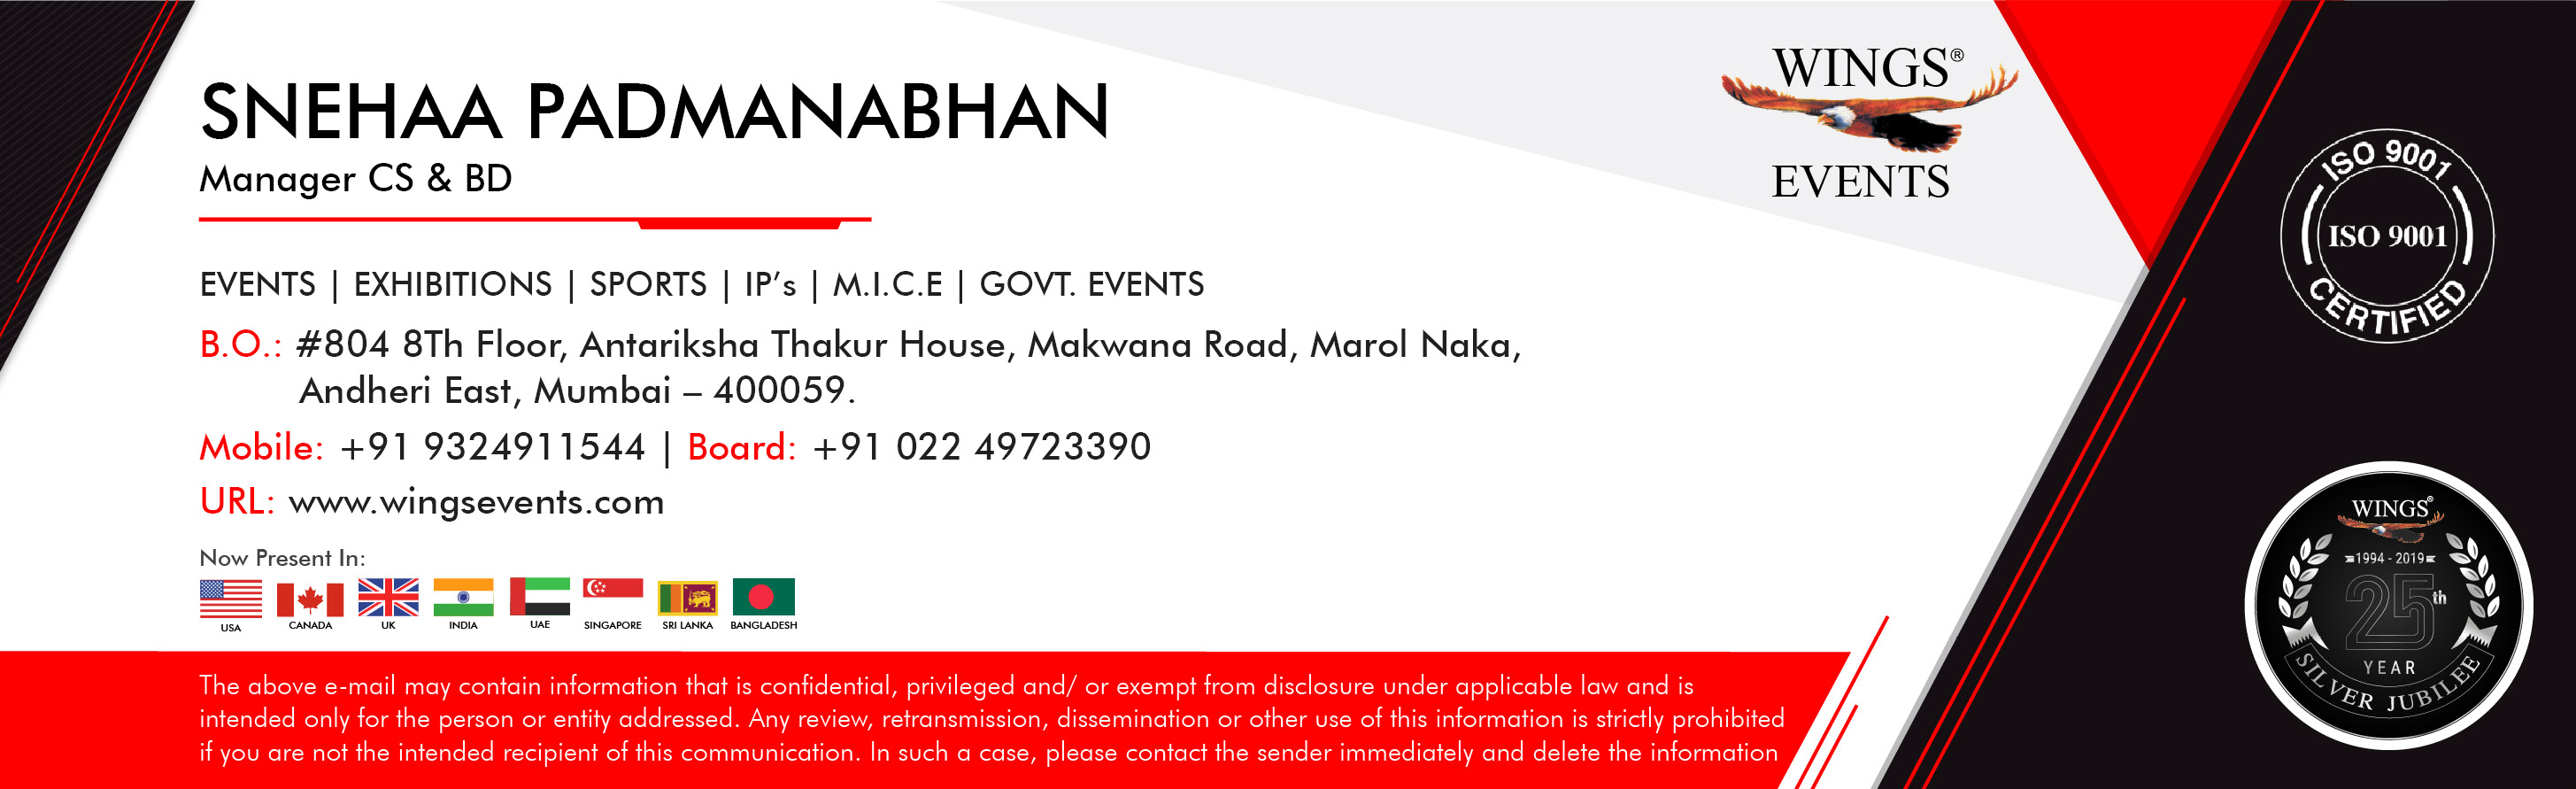 SNEHAA PADMANABHAN
Manager CS & BD
EVENTS | EXHIBITIONS | SPORTS | IP’s | M.I.C.E | GOVT. EVENTS
B.O.: #804 8Th Floor, Antariksha Thakur House, Makwana Road, Marol Naka,
Andheri East, Mumbai – 400059.
Mobile: +91 9324911544 | Board: +91 022 49723390
URL: www.wingsevents.com
Now Present In:
USA CANADA UK INDIA UAE SINGAPORE SRI LANKA BANGLADESH
The above e-mail may contain information that is confidential, privileged and/ or exempt from disclosure under applicable law and is
intended only for the person or entity addressed. Any review, retransmission, dissemination or other use of this information is strictly prohibited
if you are not the intended recipient of this communication. In such a case, please contact the sender immediately and delete the information
WINGS®
EVENTS
ISO 9001
ISO 9001
CERTIFIED
WINGS®
1994 - 2019
25th
YEAR
SILVER JUBILEE